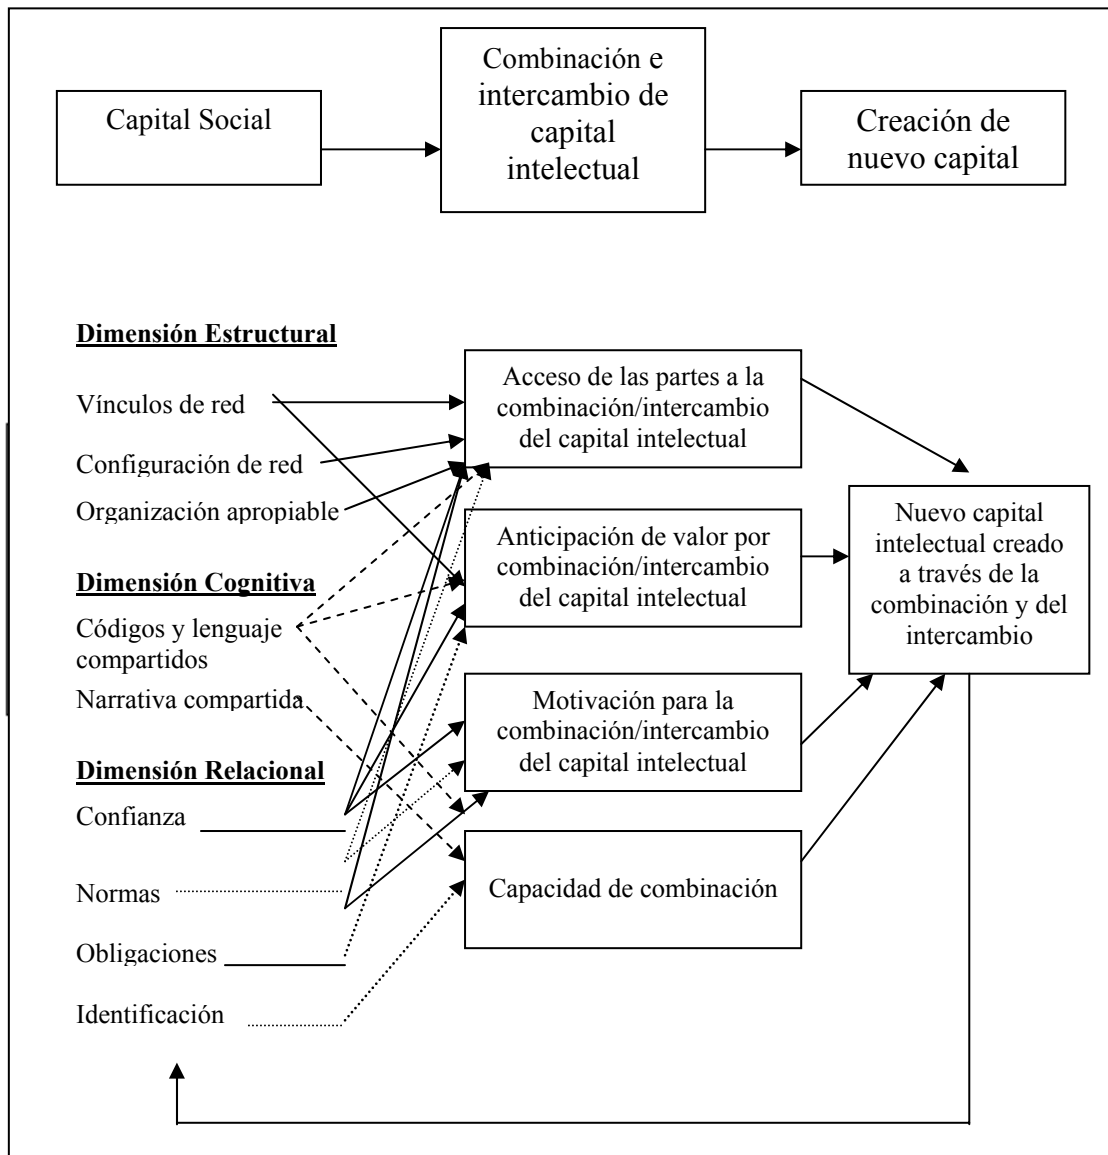 Capital Social
Combinación e
intercambio de
capital
intelectual
Creación de
nuevo capital
Dimensión Estructural
Vínculos de red
Configuración de red
Organización apropiable
Dimensión Cognitiva
Códigos y lenguaje
compartidos
Narrativa compartida
Dimensión Relacional
Confianza
Normas
Obligaciones
Identificación
Acceso de las partes a la
combinación/intercambio
del capital intelectual
Anticipación de valor por
combinación/intercambio
del capital intelectual
Motivación para la
combinación/intercambio
del capital intelectual
Capacidad de combinación
Nuevo capital
intelectual creado
a través de la
combinación y del
intercambio